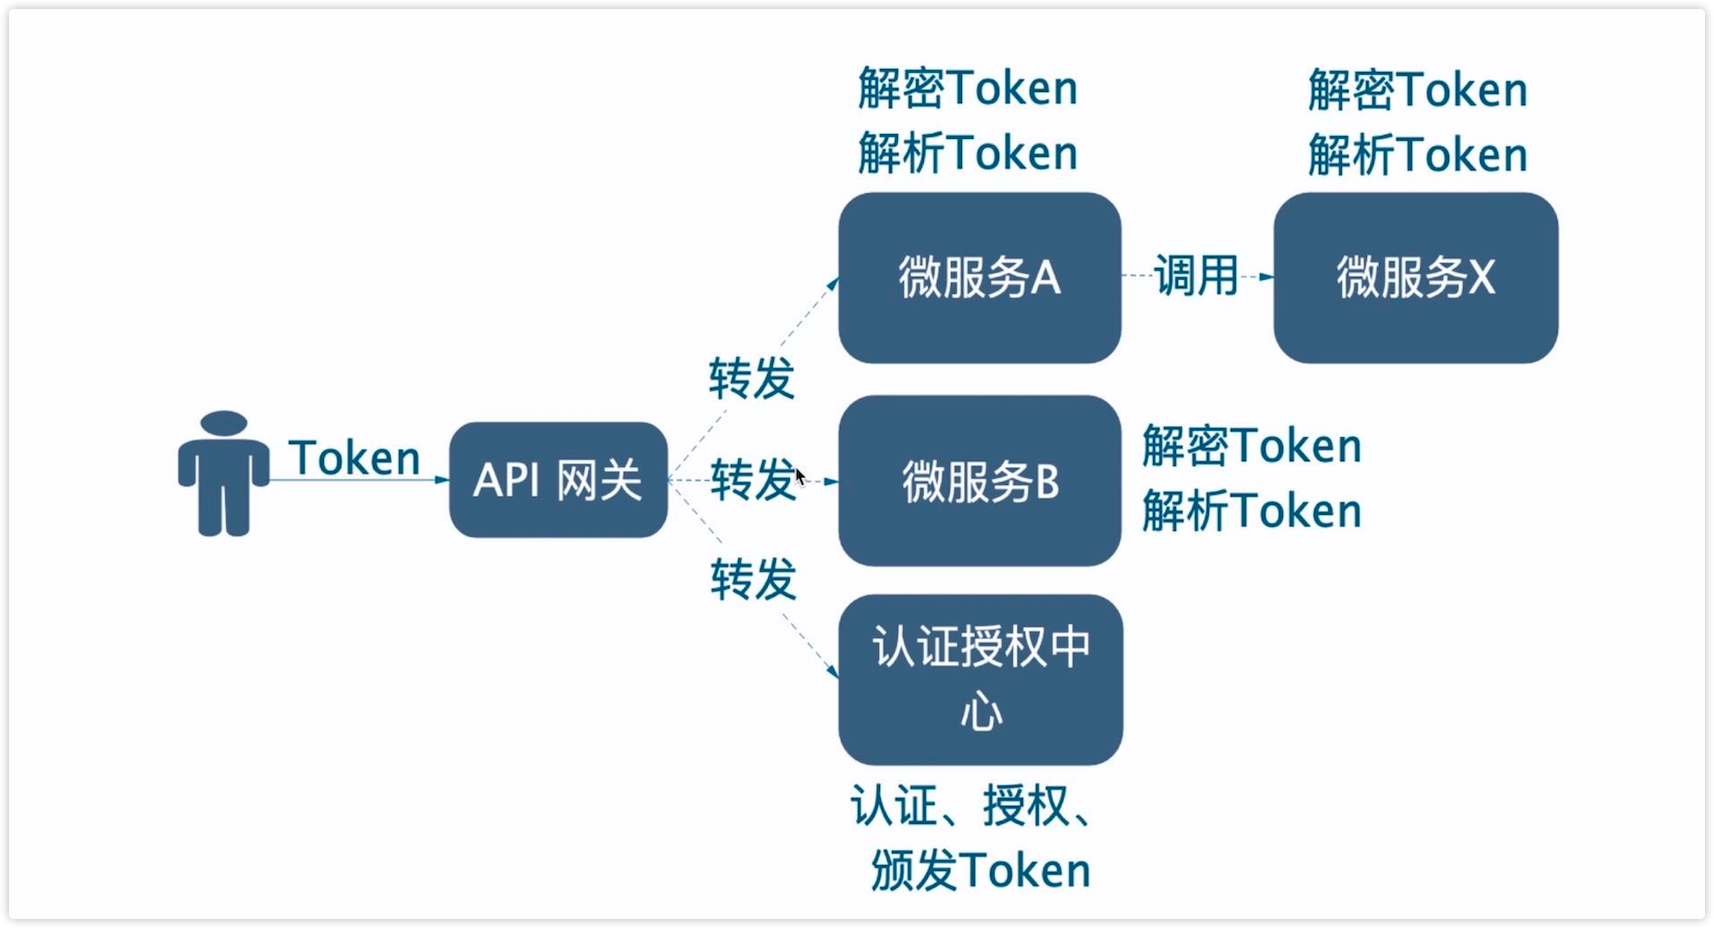 解密Token
解析Token
解密Token
解析Token
微服务A
调用
微服务X
转发
Token
API 网关
转发
微服务B
解密Token
解析Token
转发
认证授权中
心
认证、授权、
颁发Token